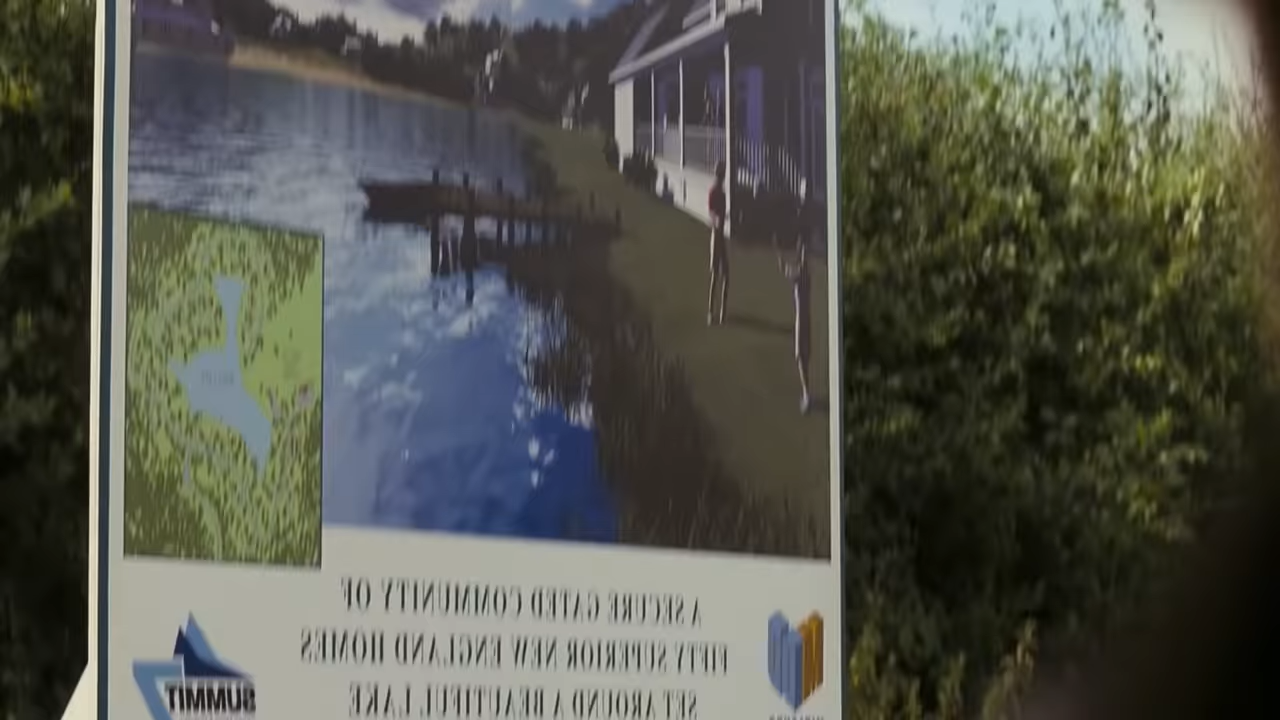 A SECURE GATED COMMUNITY OF
FIFTY SUPERIOR NEW ENGLAND HOMES
SET AROUND A BEAUTIFUL LAKE
SUMMIT